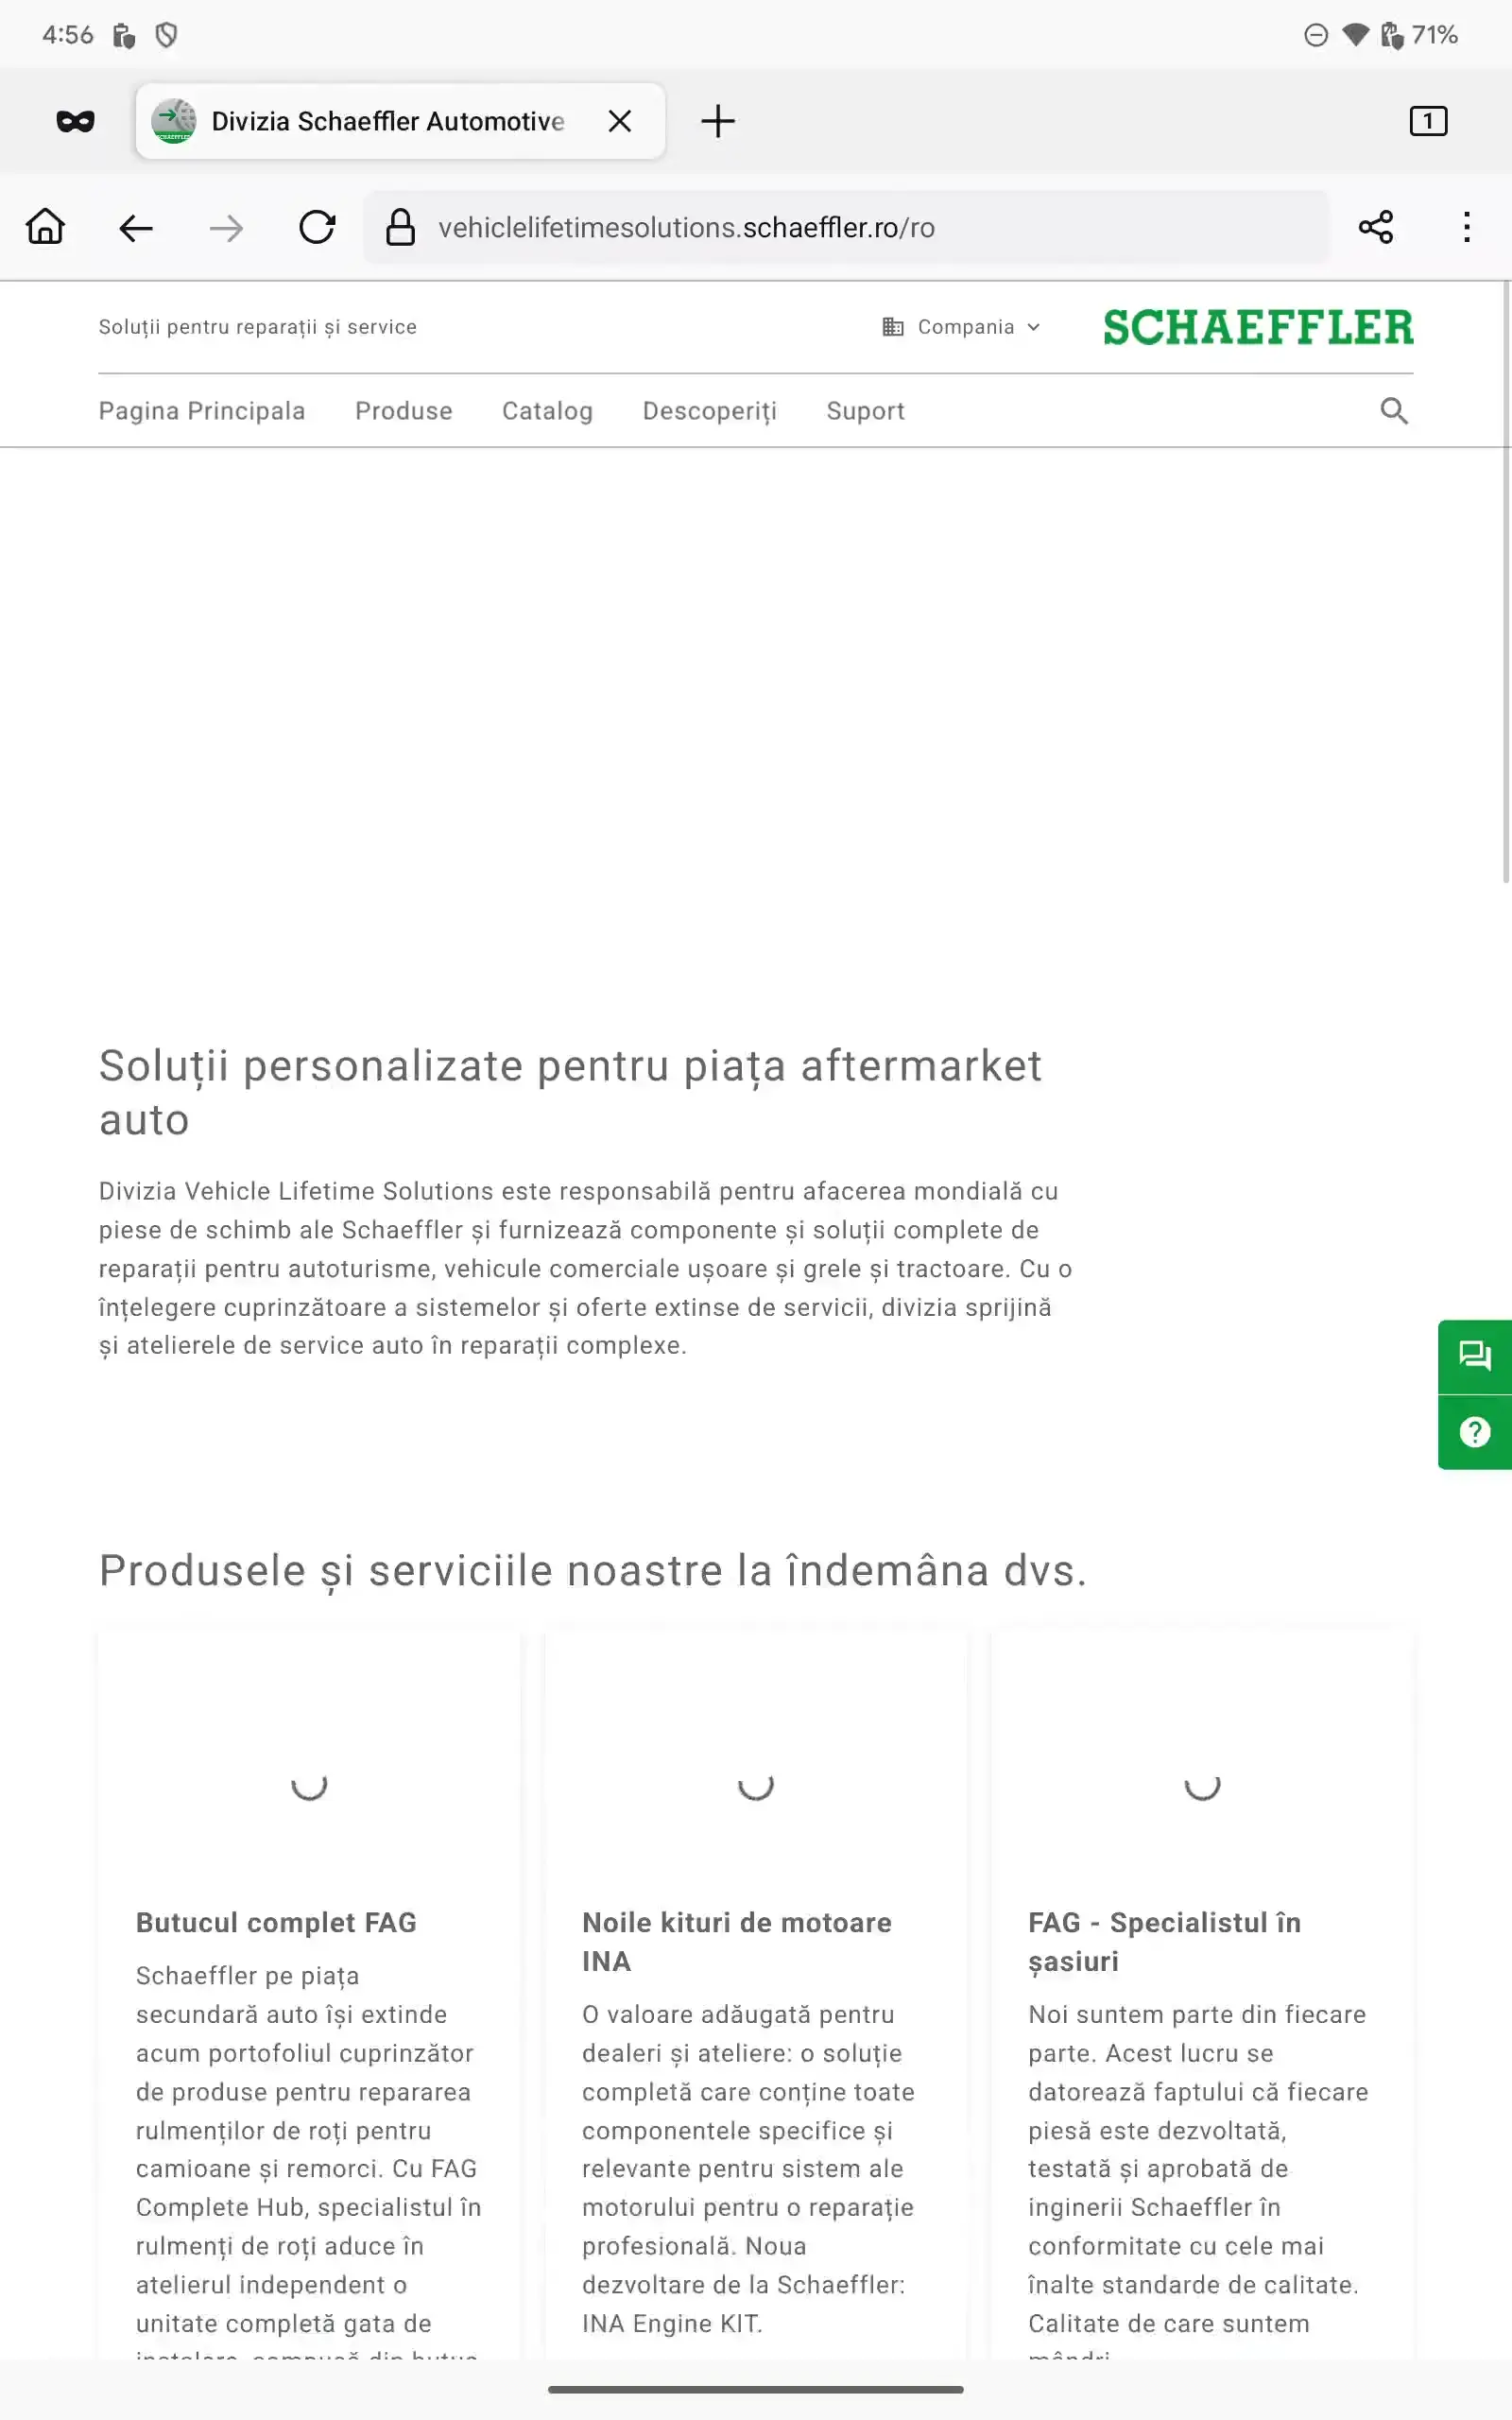 4:56
71%
Divizia Schaeffler Automotive
1
vehiclelifetimesolutions.schaeffler.ro/ro
Soluții pentru reparații și service
Compania
SCHAEFFLER
Pagina Principala
Produse
Catalog
Descoperiți
Suport
Soluții personalizate pentru piața aftermarket
auto
Divizia Vehicle Lifetime Solutions este responsabilă pentru afacerea mondială cu
piese de schimb ale Schaeffler și furnizează componente și soluții complete de
reparații pentru autoturisme, vehicule comerciale ușoare și grele și tractoare. Cu o
înțelegere cuprinzătoare a sistemelor și oferte extinse de servicii, divizia sprijină
și atelierele de service auto în reparații complexe.
Produsele și serviciile noastre la îndemâna dvs.
Butucul complet FAG
Schaeffler pe piața
secundară auto își extinde
acum portofoliul cuprinzător
de produse pentru repararea
rulmenților de roți pentru
camioane și remorci. Cu FAG
Complete Hub, specialistul în
rulmenți de roți aduce în
atelierul independent o
unitate completă gata de
instalare, compusă din butuc
Noile kituri de motoare
INA
O valoare adăugată pentru
dealeri și ateliere: o soluție
completă care conține toate
componentele specifice și
relevante pentru sistem ale
motorului pentru o reparație
profesională. Noua
dezvoltare de la Schaeffler:
INA Engine KIT.
FAG - Specialistul în
șasiuri
Noi suntem parte din fiecare
parte. Acest lucru se
datorează faptului că fiecare
piesă este dezvoltată,
testată și aprobată de
inginerii Schaeffler în
conformitate cu cele mai
înalte standarde de calitate.
Calitate de care suntem
mândri